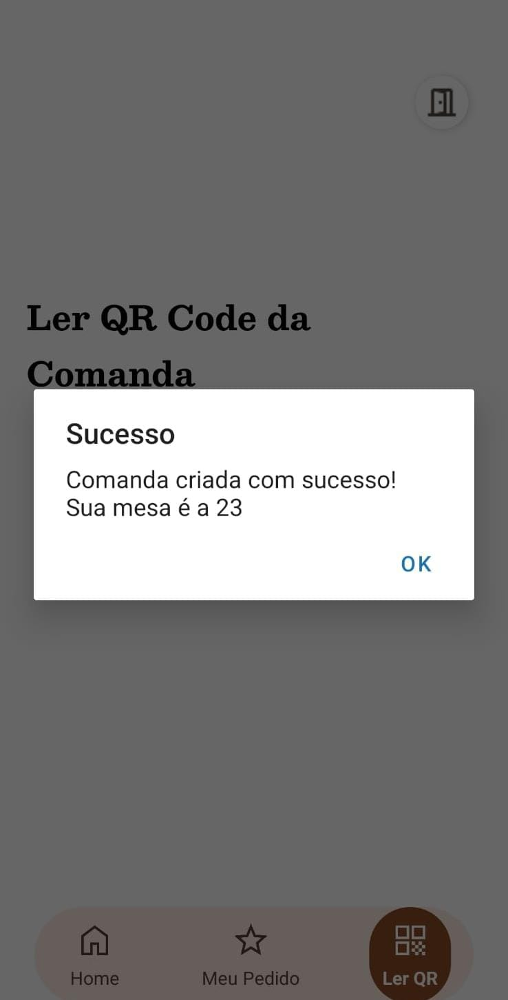 Ler QR Code da
Comanda
Sucesso
Comanda criada com sucesso!
Sua mesa é a 23
OK
Home
Meu Pedido
Ler QR